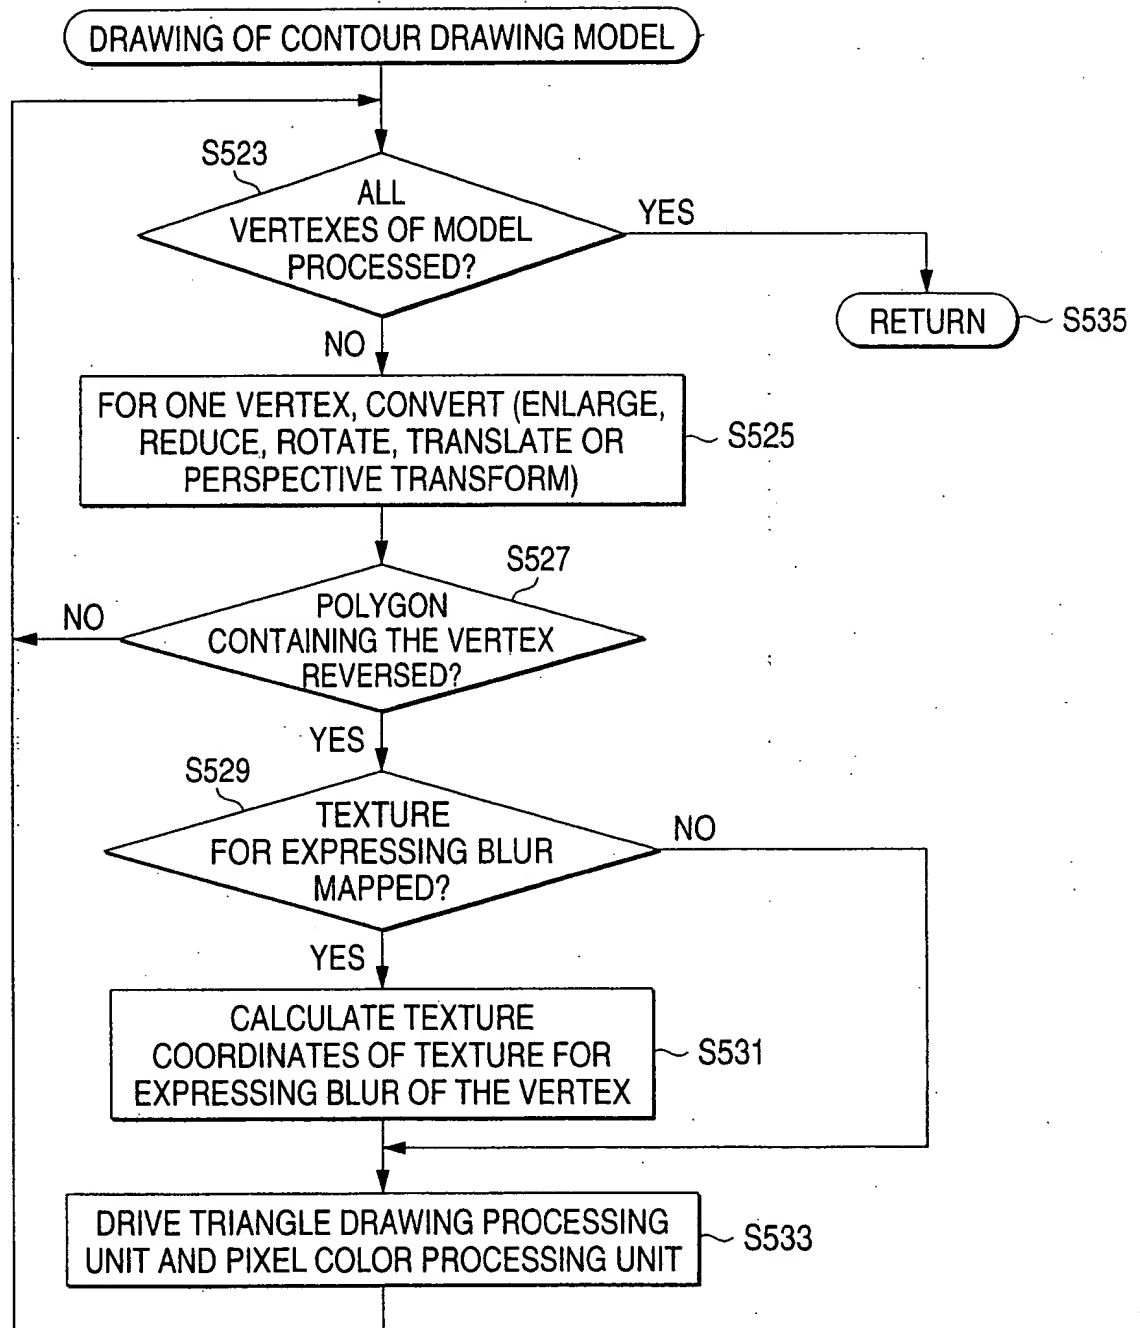 DRAWING OF CONTOUR DRAWING MODEL
S523
ALL
VERTEXES OF MODEL
PROCESSED?
YES
RETURN
S535
NO
FOR ONE VERTEX, CONVERT (ENLARGE,
REDUCE, ROTATE, TRANSLATE OR
PERSPECTIVE TRANSFORM)
S525
S527
POLYGON
CONTAINING THE VERTEX
REVERSED?
NO
YES
S529
TEXTURE
FOR EXPRESSING BLUR
MAPPED?
NO
YES
CALCULATE TEXTURE
COORDINATES OF TEXTURE FOR
EXPRESSING BLUR OF THE VERTEX
S531
DRIVE TRIANGLE DRAWING PROCESSING
UNIT AND PIXEL COLOR PROCESSING UNIT
S533